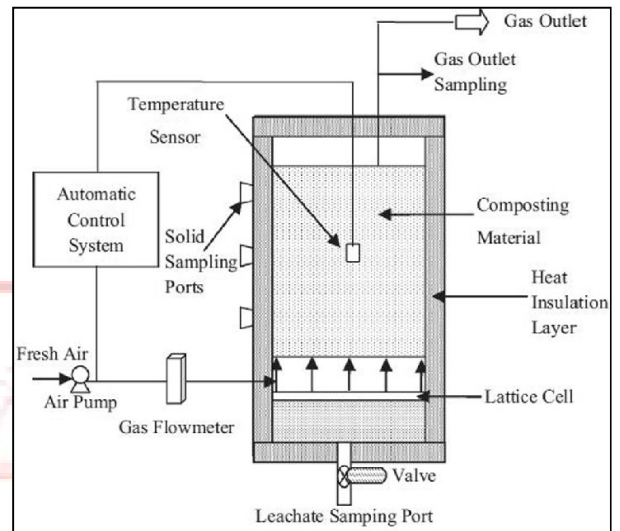 Gas Outlet
Gas Outlet
Sampling
Temperature
Sensor
Automatic
Control
System
Solid
Sampling
Ports
Composting
Material
Heat
Insulation
Layer
Fresh Air
Air Pump
Gas Flowmeter
Lattice Cell
Valve
Leachate Samping Port